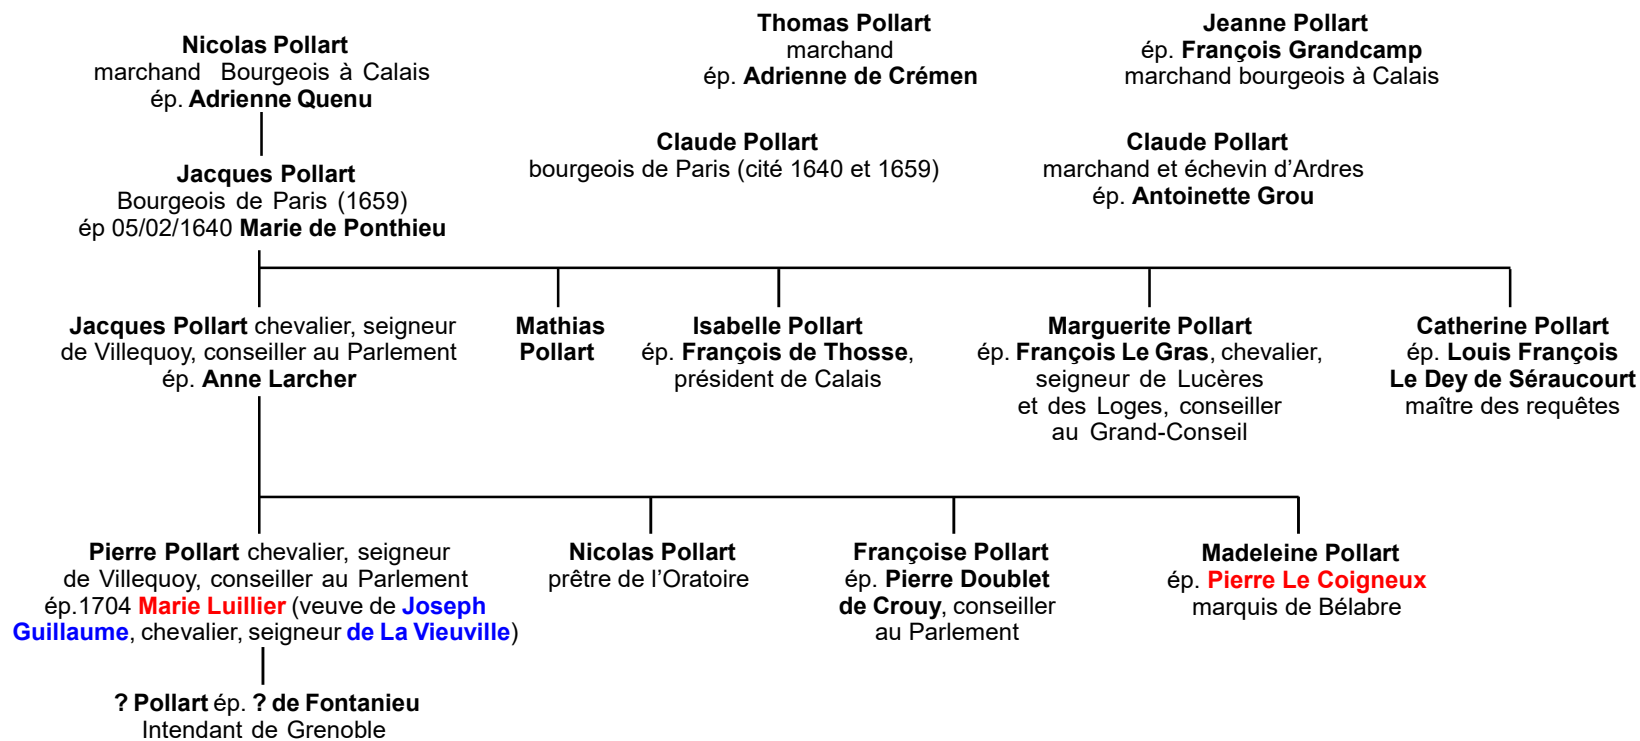 Nicolas Pollart
marchand Bourgeois à Calais
ép. Adrienne Quenu
Thomas Pollart
marchand
ép. Adrienne de Crémen
Jeanne Pollart
ép. François Grandcamp
marchand bourgeois à Calais
Claude Pollart
bourgeois de Paris (cité 1640 et 1659)
Claude Pollart
marchand et échevin d’Ardres
ép. Antoinette Grou
Jacques Pollart
Bourgeois de Paris (1659)
ép 05/02/1640 Marie de Ponthieu
Jacques Pollart chevalier, seigneur
de Villequoy, conseiller au Parlement
ép. Anne Larcher
Mathias
Pollart
Isabelle Pollart
ép. François de Thosse,
président de Calais
Marguerite Pollart
ép. François Le Gras, chevalier,
seigneur de Lucères
et des Loges, conseiller
au Grand-Conseil
Catherine Pollart
ép. Louis François
Le Dey de Séraucourt
maître des requêtes
Pierre Pollart chevalier, seigneur
de Villequoy, conseiller au Parlement
ép.1704 Marie Luillier (veuve de Joseph
Guillaume, chevalier, seigneur de La Vieuville)
Nicolas Pollart
prêtre de l’Oratoire
Françoise Pollart
ép. Pierre Doublet
de Crouy, conseiller
au Parlement
Madeleine Pollart
ép. Pierre Le Coigneux
marquis de Bélabre
? Pollart ép. ? de Fontanieu
Intendant de Grenoble